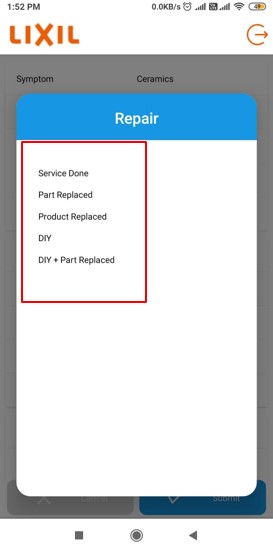 1:52 PM
0.0KB/s
LIXIL
Symptom
Ceramics
Repair
Service Done
Part Replaced
Product Replaced
DIY
DIY + Part Replaced
Submit